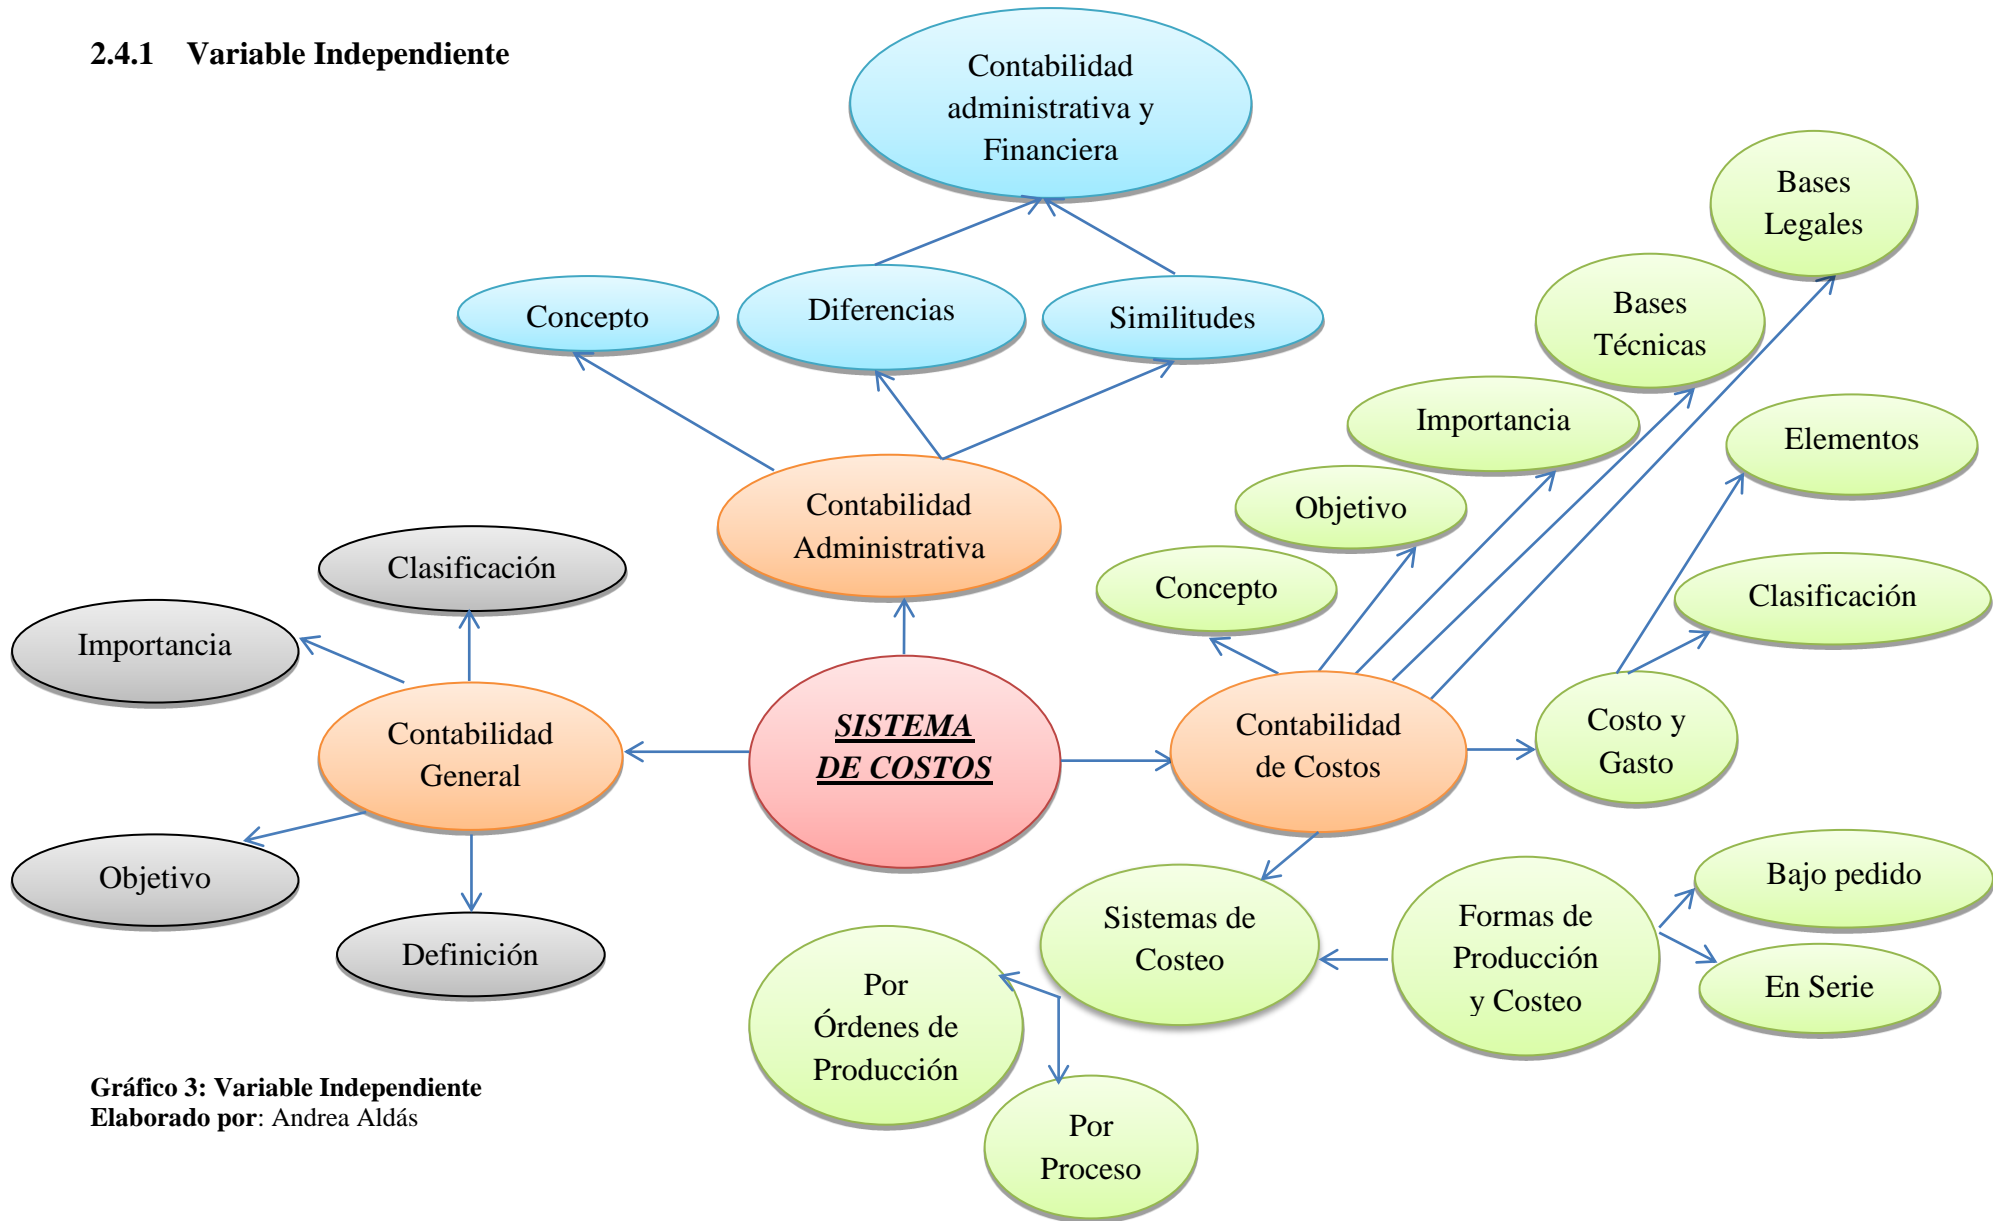 2.4.1 Variable Independiente
Contabilidad
administrativa y
Financiera
Bases
Legales
Bases
Técnicas
Concepto
Diferencias
Similitudes
Importancia
Elementos
Objetivo
Contabilidad
Administrativa
Clasificación
Concepto
Clasificación
Importancia
Contabilidad
General
SISTEMA
DE COSTOS
Contabilidad
de Costos
Costo y
Gasto
Objetivo
Definición
Sistemas de
Costeo
Formas de
Producción
y Costeo
Bajo pedido
En Serie
Por
Órdenes de
Producción
Por
Proceso
Gráfico 3: Variable Independiente
Elaborado por: Andrea Aldás